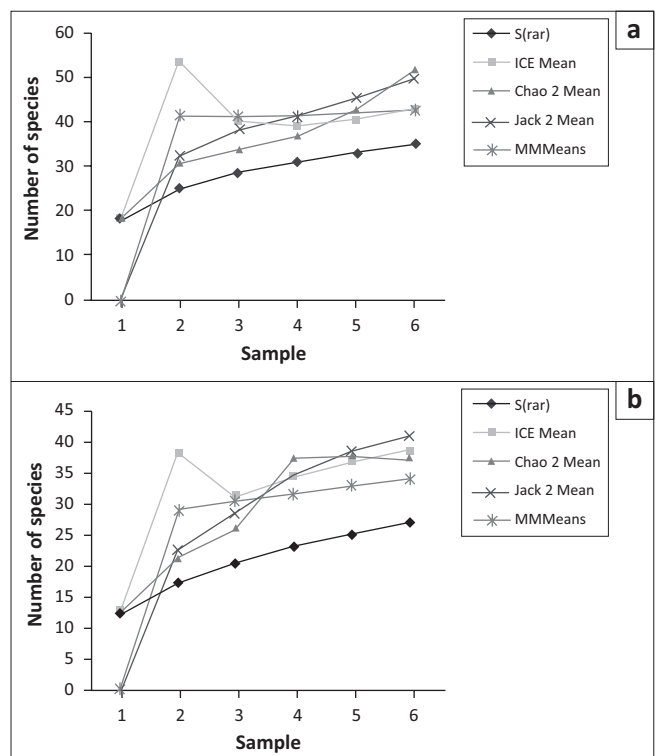 a
60
50
40
30
20
10
0
Number of species
1 2 3 4 5 6
Sample
S(rar)
ICE Mean
Chao 2 Mean
Jack 2 Mean
MMMeans
b
45
40
35
30
25
20
15
10
5
0
Number of species
1 2 3 4 5 6
Sample
S(rar)
ICE Mean
Chao 2 Mean
Jack 2 Mean
MMMeans